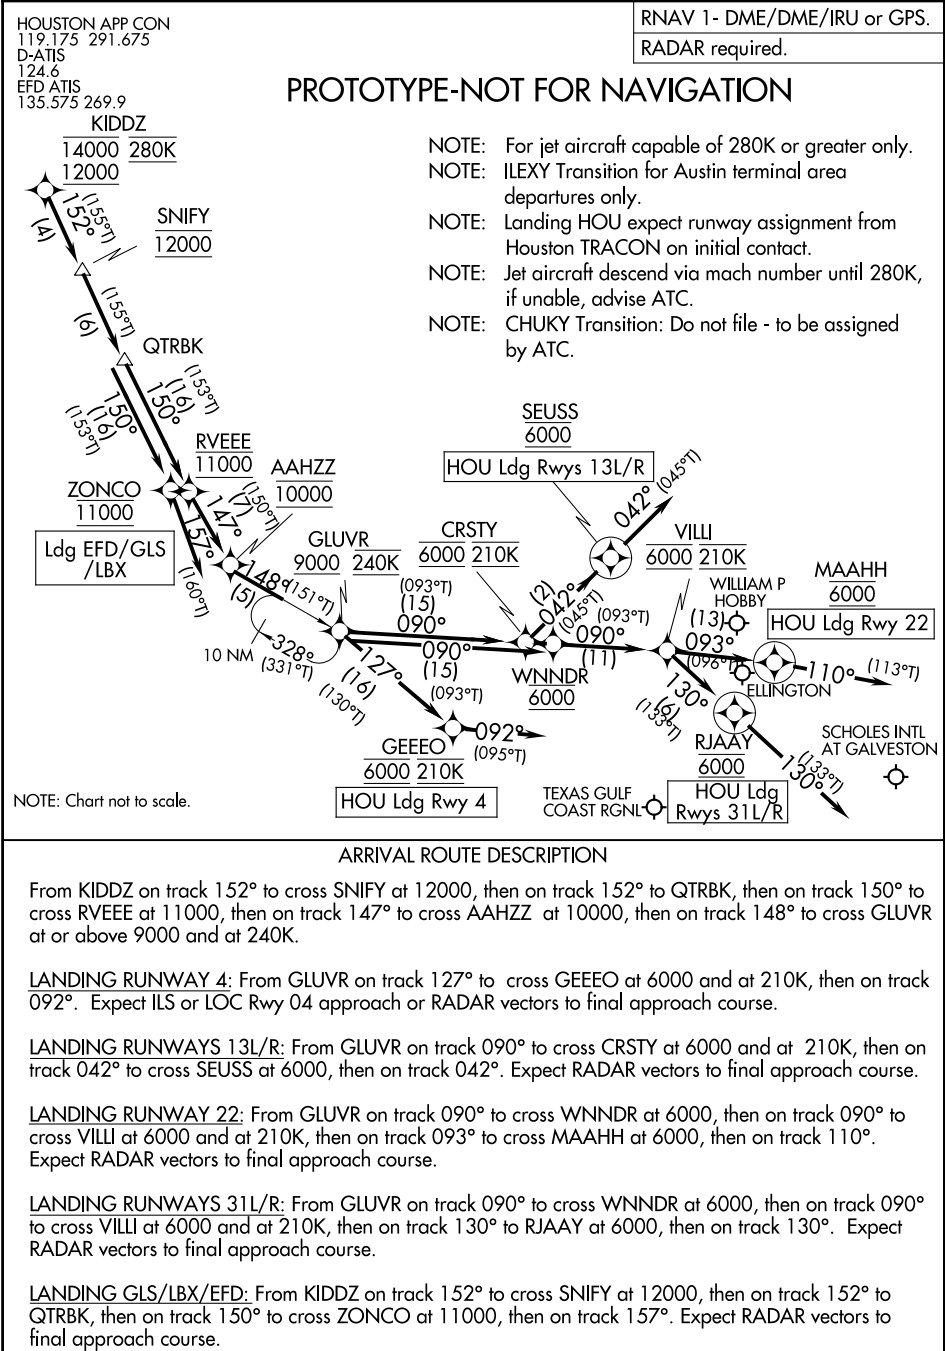 HOUSTON APP CON
119.175 291.675
D-ATIS
124.6
EFD ATIS
135.575 269.9
RNAV 1- DME/DME/IRU or GPS.
RADAR required.
PROTOTYPE-NOT FOR NAVIGATION
NOTE: For jet aircraft capable of 280K or greater only.
NOTE: ILEXY Transition for Austin terminal area
departures only.
NOTE: Landing HOU expect runway assignment from
Houston TRACON on initial contact.
NOTE: Jet aircraft descend via mach number until 280K,
if unable, advise ATC.
NOTE: CHUKY Transition: Do not file - to be assigned
by ATC.
KIDDZ
14000 280K
12000
152°
(155°T)
(4)
SNIFY
12000
(155°T)
(6)
QTRBK
(153°T)
(16)
150°
150°
(16)
(153°T)
RVEEE
11000
ZONCO
11000
Ldg EFD/GLS
/LBX
AAHZZ
10000
(150°T)
(7)
147°
157°
(160°T)
148°
(151°T)
(5)
GLUVR
9000 240K
10 NM
328°
(331°T)
(093°T)
(15)
090°
090°
(15)
(093°T)
127°
(16)
(130°T)
GEEEO
6000 210K
HOU Ldg Rwy 4
092°
(095°T)
CRSTY
6000 210K
SEUSS
6000
HOU Ldg Rwys 13L/R
042°
(045°T)
(2)
042°
(045°T)
WNNDR
6000
(093°T)
090°
(11)
VILLI
6000 210K
WILLIAM P
HOBBY
(13)
093°
(096°T)
MAAHH
6000
HOU Ldg Rwy 22
110°
(113°T)
ELLINGTON
130°
(6)
(133°T)
RJAAY
6000
HOU Ldg
Rwys 31L/R
(133°T)
130°
SCHOLES INTL
AT GALVESTON
TEXAS GULF
COAST RGNL
NOTE: Chart not to scale.
ARRIVAL ROUTE DESCRIPTION
From KIDDZ on track 152° to cross SNIFY at 12000, then on track 152° to QTRBK, then on track 150° to
cross RVEEE at 11000, then on track 147° to cross AAHZZ at 10000, then on track 148° to cross GLUVR
at or above 9000 and at 240K.
LANDING RUNWAY 4: From GLUVR on track 127° to cross GEEEO at 6000 and at 210K, then on track
092°. Expect ILS or LOC Rwy 04 approach or RADAR vectors to final approach course.
LANDING RUNWAYS 13L/R: From GLUVR on track 090° to cross CRSTY at 6000 and at 210K, then on
track 042° to cross SEUSS at 6000, then on track 042°. Expect RADAR vectors to final approach course.
LANDING RUNWAY 22: From GLUVR on track 090° to cross WNNDR at 6000, then on track 090° to
cross VILLI at 6000 and at 210K, then on track 093° to cross MAAHH at 6000, then on track 110°.
Expect RADAR vectors to final approach course.
LANDING RUNWAYS 31L/R: From GLUVR on track 090° to cross WNNDR at 6000, then on track 090°
to cross VILLI at 6000 and at 210K, then on track 130° to RJAAY at 6000, then on track 130°. Expect
RADAR vectors to final approach course.
LANDING GLS/LBX/EFD: From KIDDZ on track 152° to cross SNIFY at 12000, then on track 152° to
QTRBK, then on track 150° to cross ZONCO at 11000, then on track 157°. Expect RADAR vectors to
final approach course.